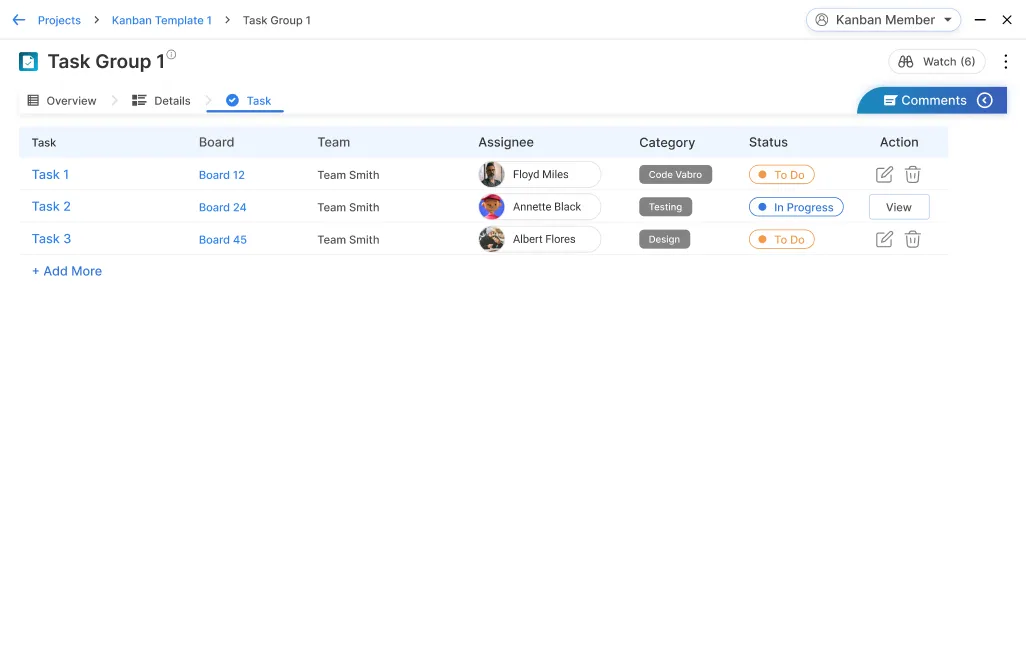 Projects > Kanban Template 1 > Task Group 1
Kanban Member
Task Group 1
Watch (6)
Overview > Details > Task
Comments
Task Board Team Assignee Category Status Action
Task 1 Board 12 Team Smith Floyd Miles Code Vabro To Do
Task 2 Board 24 Team Smith Annette Black Testing In Progress View
Task 3 Board 45 Team Smith Albert Flores Design To Do
+ Add More